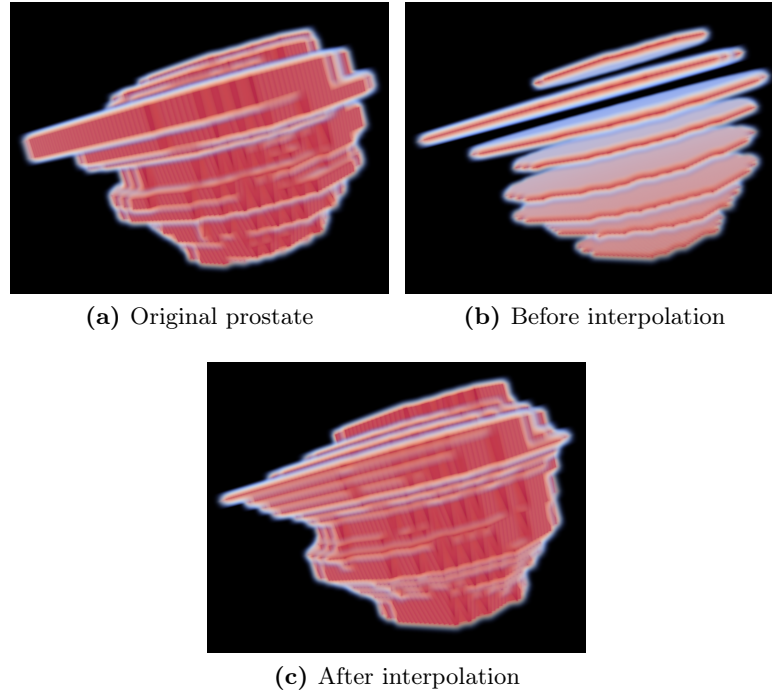 (a) Original prostate
(b) Before interpolation
(c) After interpolation